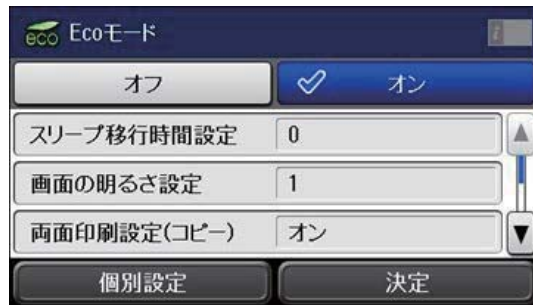 eco Ecoモード
i
オフ オン
スリープ移行時間設定 0
画面の明るさ設定 1
両面印刷設定(コピー) オン
個別設定 決定